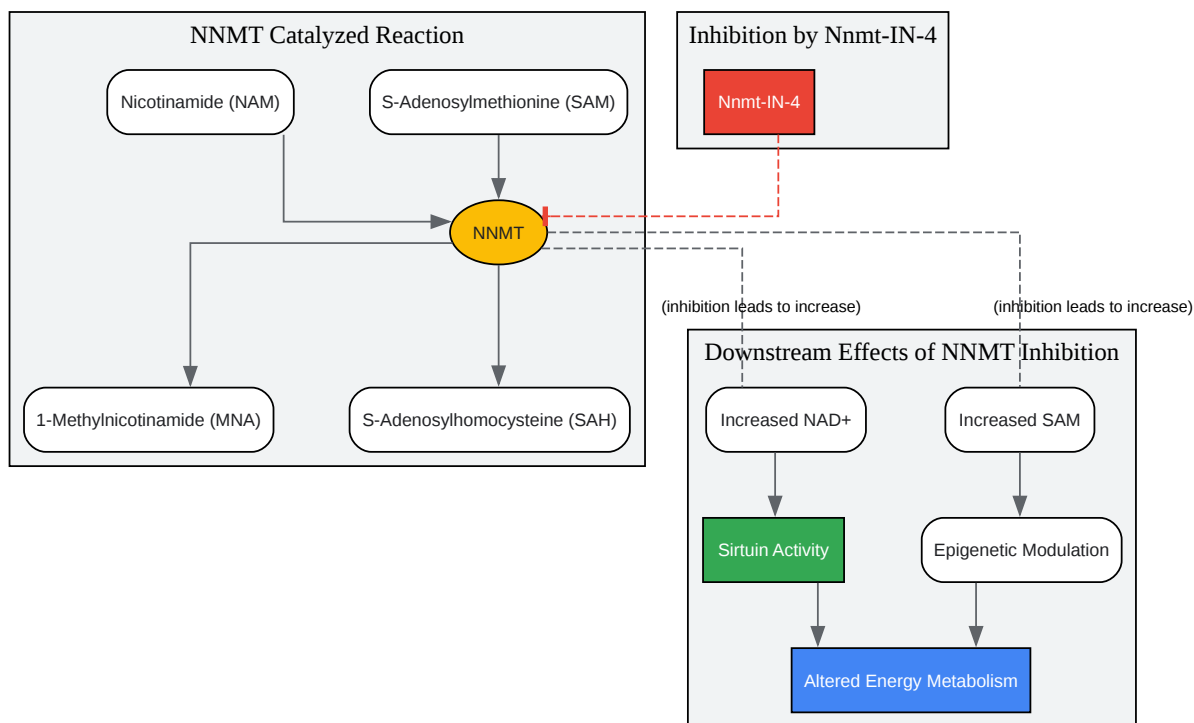 NNMT Catalyzed Reaction
Inhibition by Nnmt-IN-4
Nicotinamide (NAM)
S-Adenosylmethionine (SAM)
Nnmt-IN-4
NNMT
(inhibition leads to increase)
(inhibition leads to increase)
Downstream Effects of NNMT Inhibition
1-Methylnicotinamide (MNA)
S-Adenosylhomocysteine (SAH)
Increased NAD+
Increased SAM
Sirtuin Activity
Epigenetic Modulation
Altered Energy Metabolism